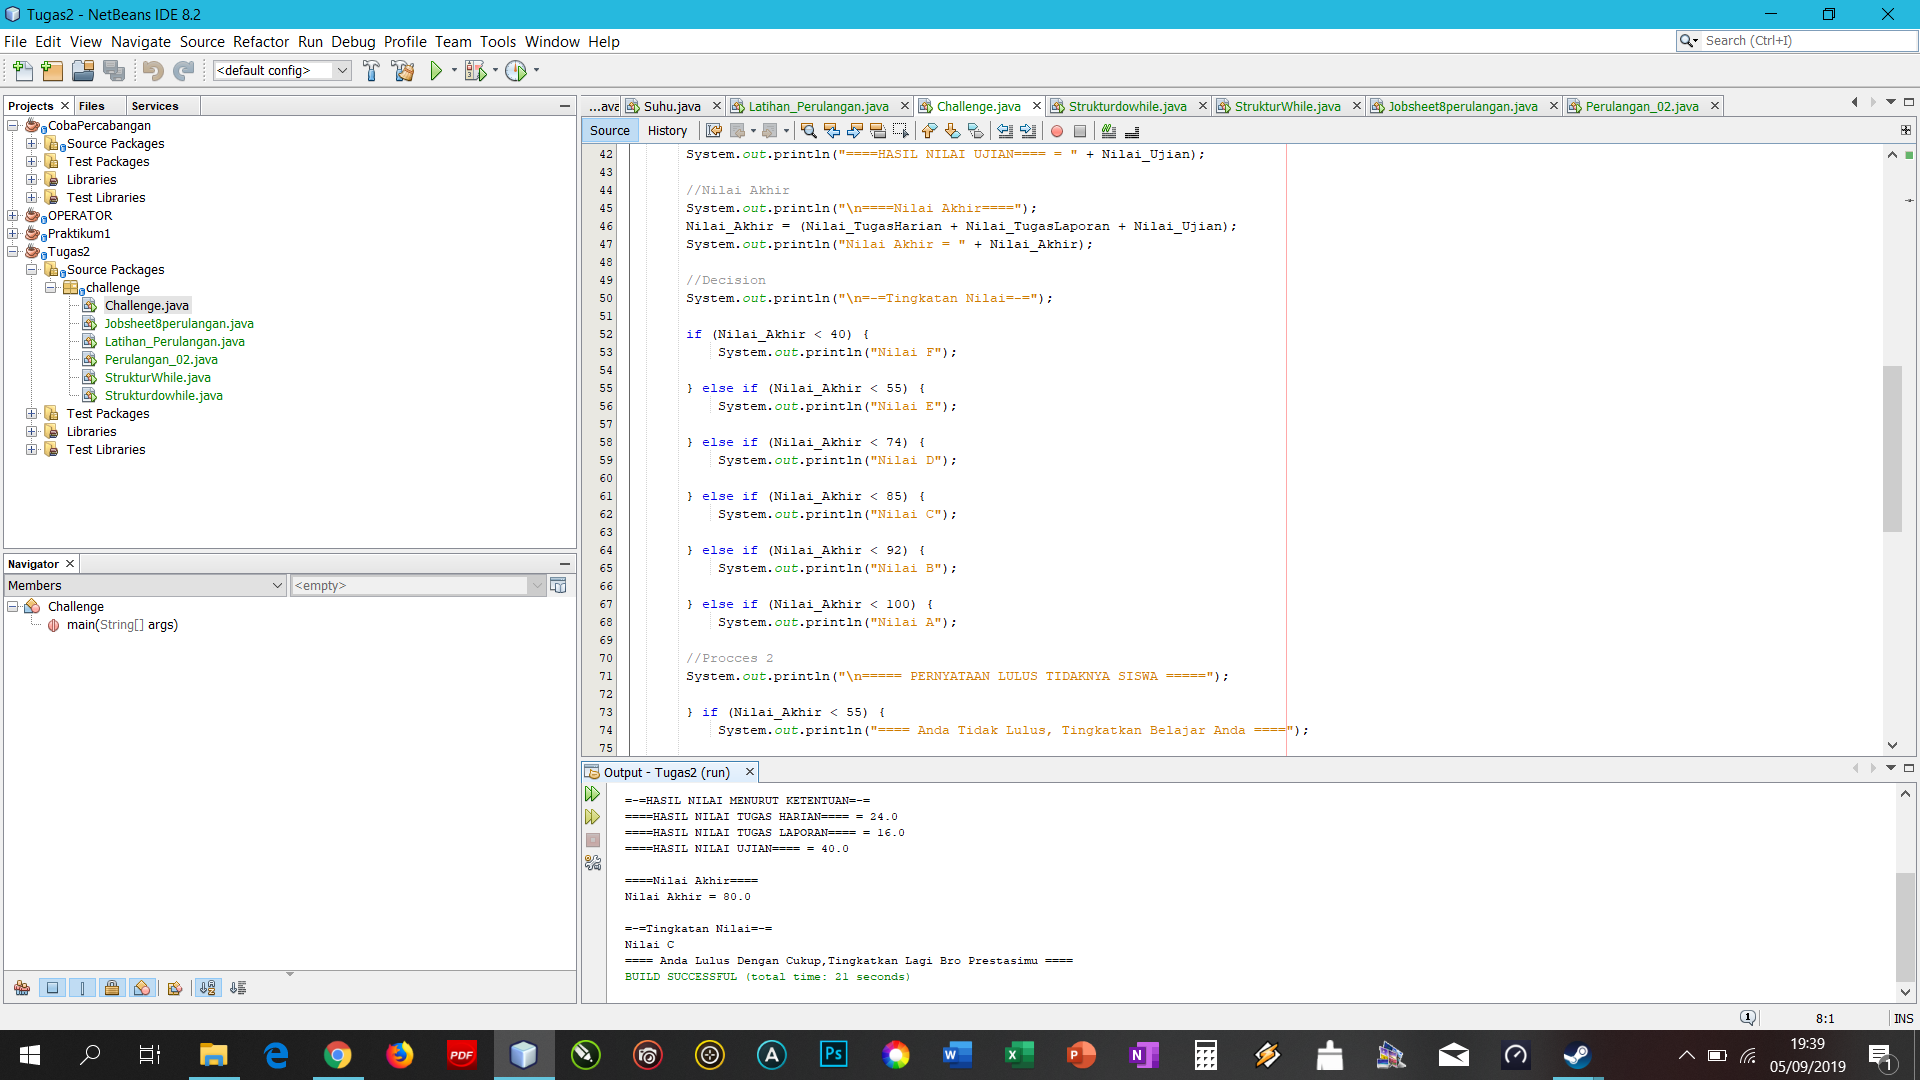 Tugas2 - NetBeans IDE 8.2
File Edit View Navigate Source Refactor Run Debug Profile Team Tools Window Help
Search (Ctrl+I)
<default config>
Projects Files Services
CobaPercabangan
Source Packages
Test Packages
Libraries
Test Libraries
OPERATOR
Praktikum1
Tugas2
Source Packages
challenge
Challenge.java
Jobsheet8perulangan.java
Latihan_Perulangan.java
Perulangan_02.java
StrukturWhile.java
Strukturdowhile.java
Test Packages
Libraries
Test Libraries
Navigator
Members
<empty>
Challenge
main(String[] args)
...ava Suhu.java Latihan_Perulangan.java Challenge.java Strukturdowhile.java StrukturWhile.java Jobsheet8perulangan.java Perulangan_02.java
Source History
42 System.out.println("====HASIL NILAI UJIAN==== = " + Nilai_Ujian);
43
44 //Nilai Akhir
45 System.out.println("\n====Nilai Akhir====");
46 Nilai_Akhir = (Nilai_TugasHarian + Nilai_TugasLaporan + Nilai_Ujian);
47 System.out.println("Nilai Akhir = " + Nilai_Akhir);
48
49 //Decision
50 System.out.println("\n=-=Tingkatan Nilai=-=");
51
52 if (Nilai_Akhir < 40) {
53 System.out.println("Nilai F");
54
55 } else if (Nilai_Akhir < 55) {
56 System.out.println("Nilai E");
57
58 } else if (Nilai_Akhir < 74) {
59 System.out.println("Nilai D");
60
61 } else if (Nilai_Akhir < 85) {
62 System.out.println("Nilai C");
63
64 } else if (Nilai_Akhir < 92) {
65 System.out.println("Nilai B");
66
67 } else if (Nilai_Akhir < 100) {
68 System.out.println("Nilai A");
69
70 //Procces 2
71 System.out.println("\n===== PERNYATAAN LULUS TIDAKNYA SISWA =====");
72
73 } if (Nilai_Akhir < 55) {
74 System.out.println("==== Anda Tidak Lulus, Tingkatkan Belajar Anda ====");
75
Output - Tugas2 (run)
=-=HASIL NILAI MENURUT KETENTUAN=-=
====HASIL NILAI TUGAS HARIAN==== = 24.0
====HASIL NILAI TUGAS LAPORAN==== = 16.0
====HASIL NILAI UJIAN==== = 40.0
====Nilai Akhir====
Nilai Akhir = 80.0
=-=Tingkatan Nilai=-=
Nilai C
==== Anda Lulus Dengan Cukup,Tingkatkan Lagi Bro Prestasimu ====
BUILD SUCCESSFUL (total time: 21 seconds)
1
8:1
INS
PDF
Ps
19:39
05/09/2019
1